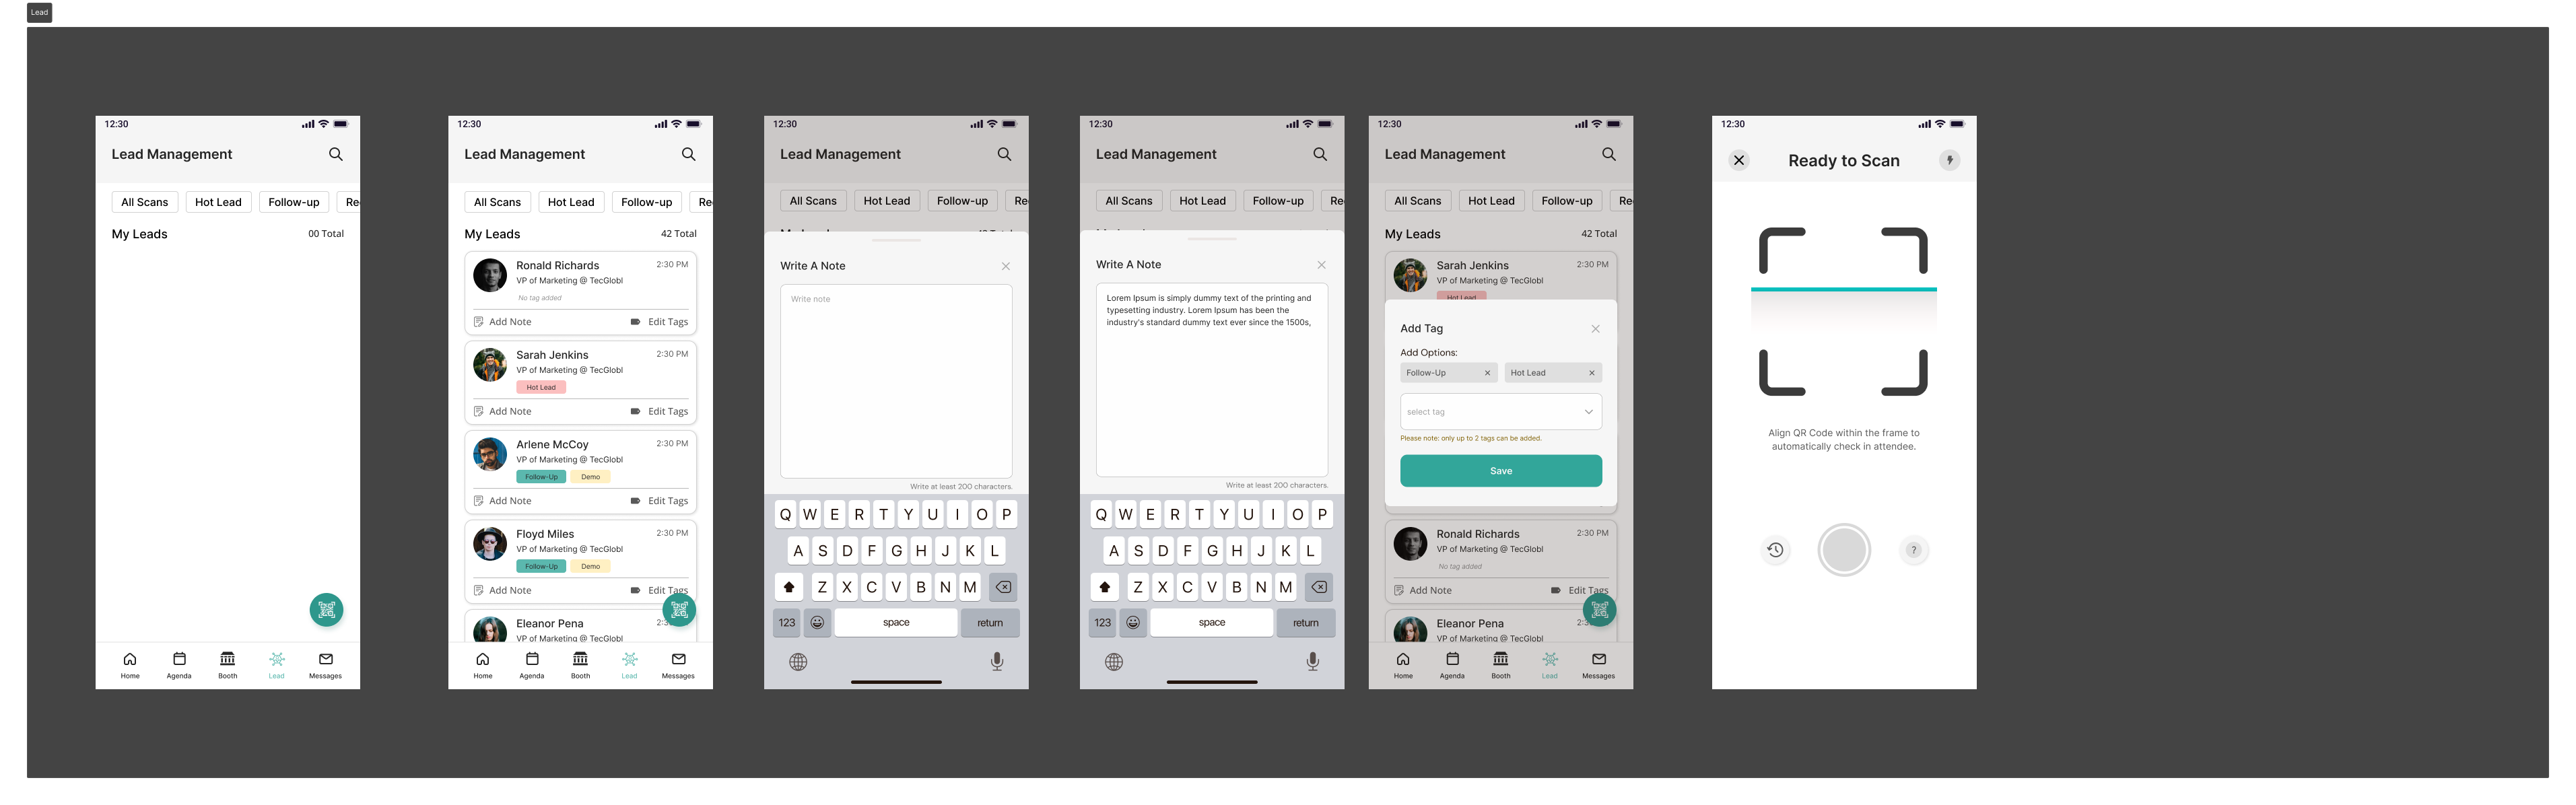 Lead
12:30
Lead Management
All Scans Hot Lead Follow-up Re
My Leads 00 Total
Home Agenda Booth Lead Messages
12:30
Lead Management
All Scans Hot Lead Follow-up Re
My Leads 42 Total
Ronald Richards 2:30 PM
VP of Marketing @ TecGlobl
No tag added
Add Note Edit Tags
Sarah Jenkins 2:30 PM
VP of Marketing @ TecGlobl
Hot Lead
Add Note Edit Tags
Arlene McCoy 2:30 PM
VP of Marketing @ TecGlobl
Follow-Up Demo
Add Note Edit Tags
Floyd Miles 2:30 PM
VP of Marketing @ TecGlobl
Follow-Up Demo
Add Note Edit Tags
Eleanor Pena 2:3
VP of Marketing @ TecGlobl
Home Agenda Booth Lead Messages
12:30
Lead Management
All Scans Hot Lead Follow-up Re
Write A Note
Write note
Write at least 200 characters.
Q W E R T Y U I O P
A S D F G H J K L
Z X C V B N M
123 space return
12:30
Lead Management
All Scans Hot Lead Follow-up Re
Write A Note
Lorem Ipsum is simply dummy text of the printing and
typesetting industry. Lorem Ipsum has been the
industry's standard dummy text ever since the 1500s,
Write at least 200 characters.
Q W E R T Y U I O P
A S D F G H J K L
Z X C V B N M
123 space return
12:30
Lead Management
All Scans Hot Lead Follow-up Re
My Leads 42 Total
Sarah Jenkins 2:30 PM
VP of Marketing @ TecGlobl
Hot Lead
Add Tag
Add Options:
Follow-Up Hot Lead
select tag
Please note: only up to 2 tags can be added.
Save
Ronald Richards 2:30 PM
VP of Marketing @ TecGlobl
No tag added
Add Note Edit Tags
Eleanor Pena 2:3
VP of Marketing @ TecGlobl
Home Agenda Booth Lead Messages
12:30
Ready to Scan
Align QR Code within the frame to
automatically check in attendee.
?